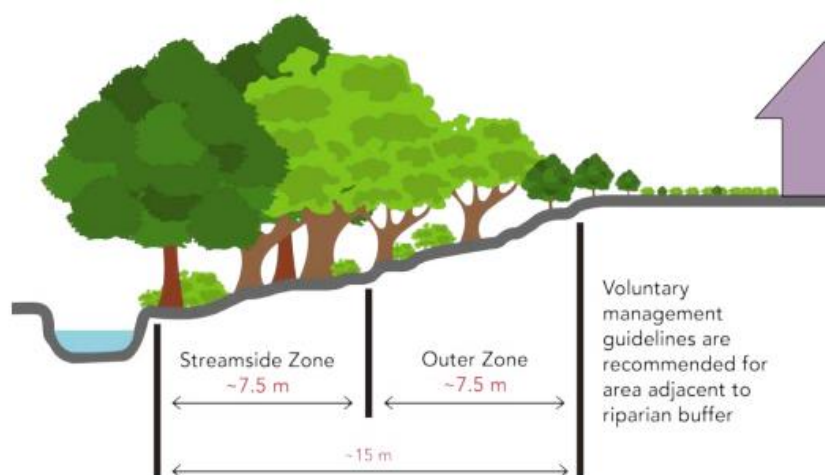 Streamside Zone
~7.5 m
Outer Zone
~7.5 m
~15 m
Voluntary
management
guidelines are
recommended for
area adjacent to
riparian buffer